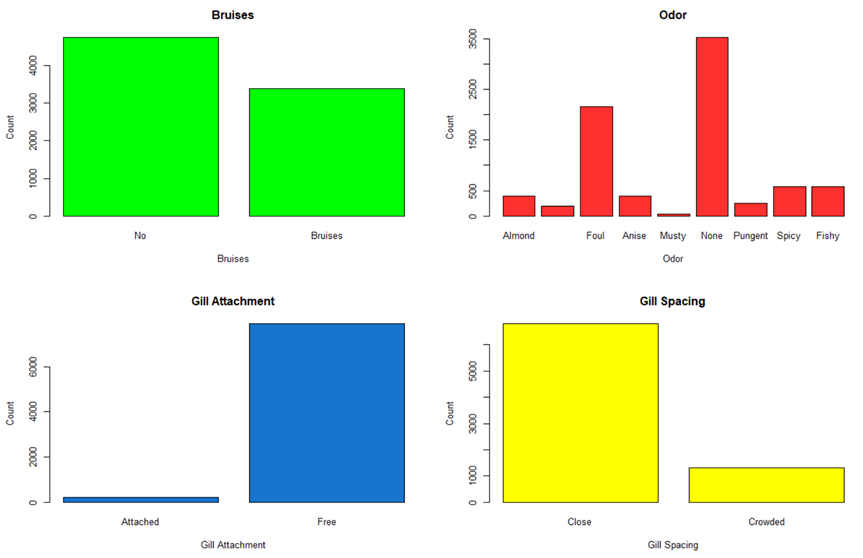 Bruises
Count
0
1000
2000
3000
4000
No Bruises
Bruises
Odor
Count
0
500
1500
2500
3500
Almond Foul Anise Musty None Pungent Spicy Fishy
Odor
Gill Attachment
Count
0
2000
4000
6000
Attached Free
Gill Attachment
Gill Spacing
Count
0
1000
3000
5000
Close Crowded
Gill Spacing